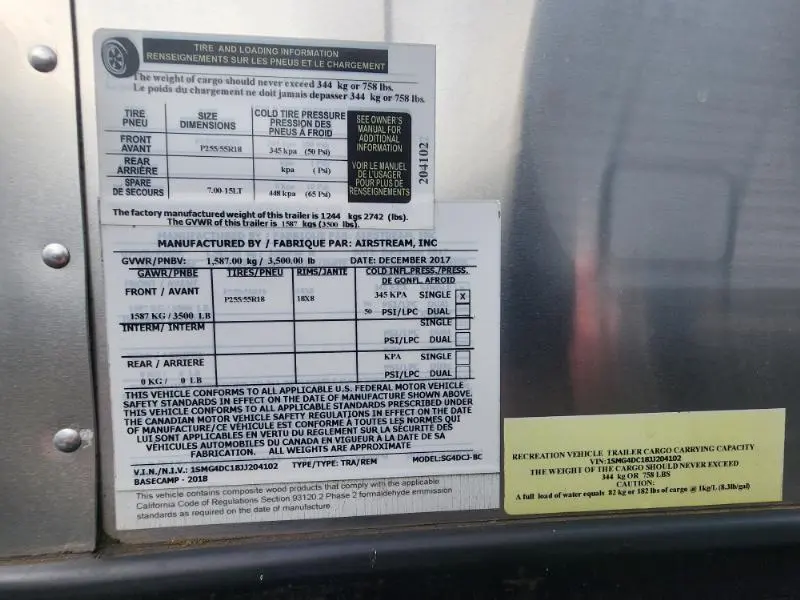 TIRE AND LOADING INFORMATION
RENSEIGNEMENTS SUR LES PNEUS ET LE CHARGEMENT
The weight of cargo should never exceed 344 kg or 758 lbs.
Le poids du chargement ne doit jamais depasser 344 kg or 758 lbs.
TIRE PNEU SIZE DIMENSIONS COLD TIRE PRESSURE PRESSION DES PNEUS À FROID
FRONT AVANT P255/55R18 345 kpa (50 Psi)
REAR ARRIÈRE kpa ( Psi)
SPARE DE SECOURS 7.00-15LT 448 kpa (65 Psi)
SEE OWNER'S
MANUAL FOR
ADDITIONAL
INFORMATION
VOIR LE MANUEL
DE L'USAGER
POUR PLUS DE
RENSEIGNEMENTS
204102
The factory manufactured weight of this trailer is 1244 kgs 2742 (lbs).
The GVWR of this trailer is 1587 kgs (3500 lbs).
MANUFACTURED BY / FABRIQUE PAR: AIRSTREAM, INC
GVWR/PNBV: 1,587.00 kg / 3,500.00 lb DATE: DECEMBER 2017
GAWR/PNBE TIRES/PNEU RIMS/JANTE COLD INFL.PRESS./PRESS. DE GONFL. AFROID
FRONT / AVANT P255/55R18 18X8 345 KPA SINGLE X
1587 KG / 3500 LB 50 PSI/LPC DUAL
INTERM/ INTERM SINGLE
PSI/LPC DUAL
REAR / ARRIERE KPA SINGLE
0 KG / 0 LB PSI/LPC DUAL
THIS VEHICLE CONFORMS TO ALL APPLICABLE U.S. FEDERAL MOTOR VEHICLE
SAFETY STANDARDS IN EFFECT ON THE DATE OF MANUFACTURE SHOWN ABOVE.
THIS VEHICLE CONFORMS TO ALL APPLICABLE STANDARDS PRESCRIBED UNDER
THE CANADIAN MOTOR VEHICLE SAFETY REGULATIONS IN EFFECT ON THE DATE
OF MANUFACTURE/CE VÉHICULE EST CONFORME À TOUTES LES NORMES QUI
LUI SONT APPLICABLES EN VERTU DU REGLEMENT SUR LA SÉCURITÉ DES
VÉHICULES AUTOMOBILES DU CANADA EN VIGUEUR À LA DATE DE SA
FABRICATION. ALL WEIGHTS ARE APPROXIMATE
V.I.N./N.I.V.: 1SMG4DC18JJ204102 TYPE/TYPE: TRA/REM MODEL:SG4DCJ-BC
BASECAMP - 2018
This vehicle contains composite wood products that comply with the applicable
California Code of Regulations Section 93120.2 Phase 2 formaldehyde emmission
standards as required on the date of manufacture.
RECREATION VEHICLE TRAILER CARGO CARRYING CAPACITY
VIN:1SMG4DC18JJ204102
THE WEIGHT OF THE CARGO SHOULD NEVER EXCEED
344 kg OR 758 LBS
CAUTION:
A full load of water equals 82 kg or 182 lbs of cargo @ 1kg/L (8.3lb/gal)